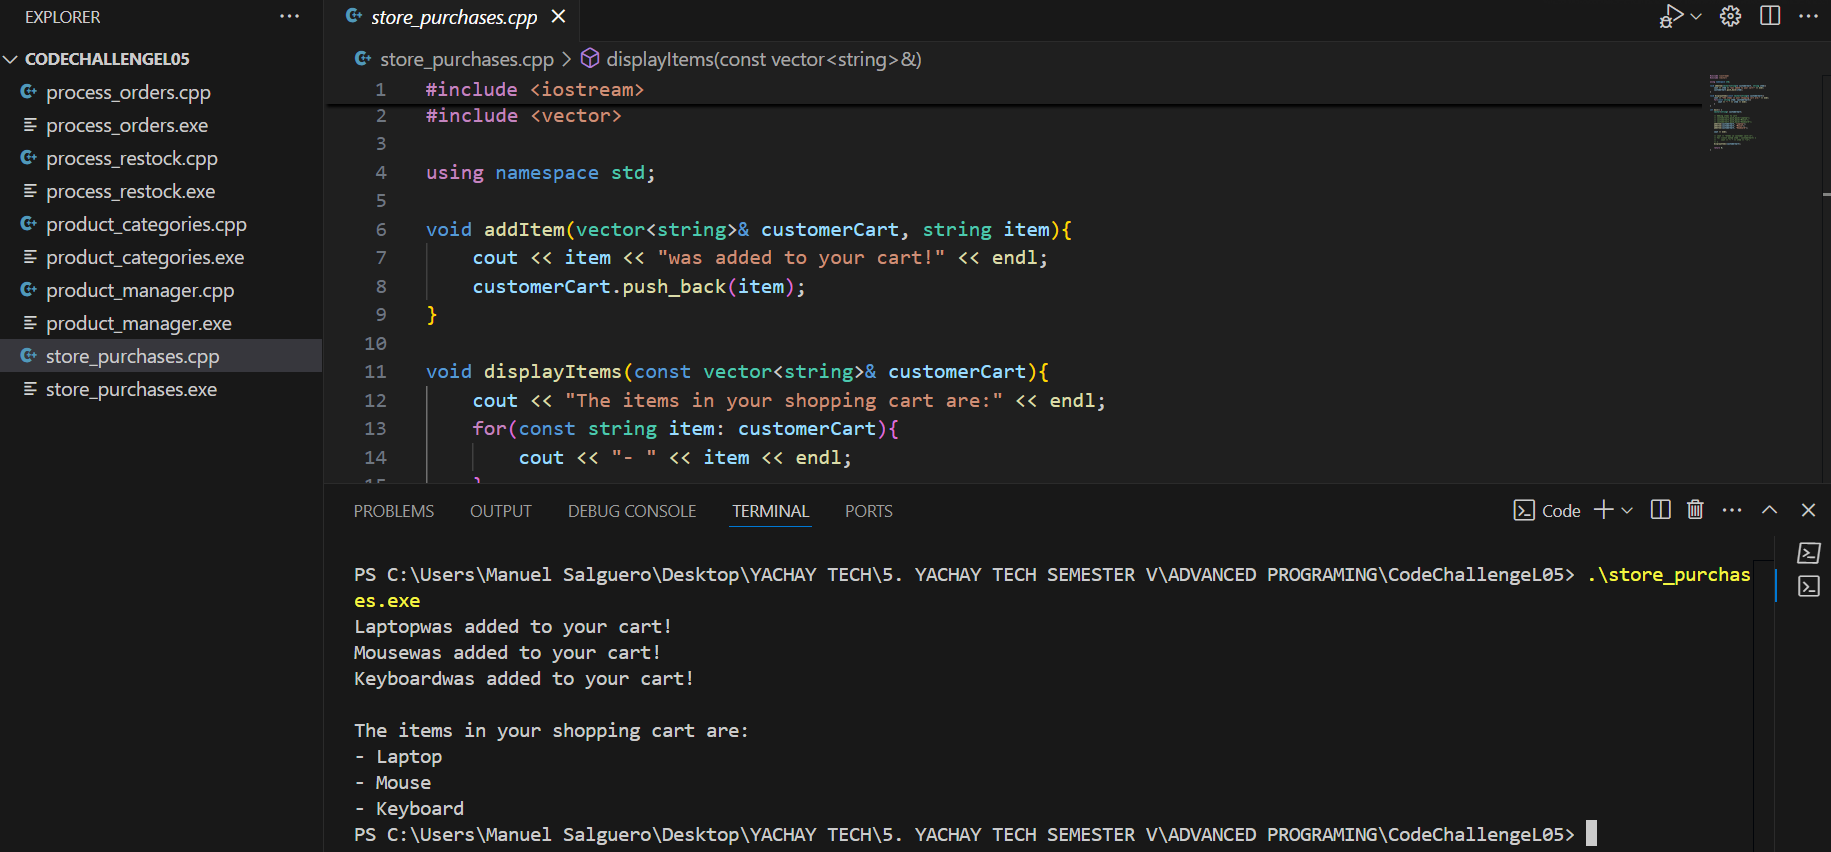 EXPLORER ...
CODECHALLENGEL05
process_orders.cpp
process_orders.exe
process_restock.cpp
process_restock.exe
product_categories.cpp
product_categories.exe
product_manager.cpp
product_manager.exe
store_purchases.cpp
store_purchases.exe
store_purchases.cpp
store_purchases.cpp > displayItems(const vector<string>&)
1 #include <iostream>
2 #include <vector>
3
4 using namespace std;
5
6 void addItem(vector<string>& customerCart, string item){
7 cout << item << "was added to your cart!" << endl;
8 customerCart.push_back(item);
9 }
10
11 void displayItems(const vector<string>& customerCart){
12 cout << "The items in your shopping cart are:" << endl;
13 for(const string item: customerCart){
14 cout << "- " << item << endl;
PROBLEMS OUTPUT DEBUG CONSOLE TERMINAL PORTS Code
PS C:\Users\Manuel Salguero\Desktop\YACHAY TECH\5. YACHAY TECH SEMESTER V\ADVANCED PROGRAMING\CodeChallengeL05> .\store_purchas
es.exe
Laptopwas added to your cart!
Mousewas added to your cart!
Keyboardwas added to your cart!
The items in your shopping cart are:
- Laptop
- Mouse
- Keyboard
PS C:\Users\Manuel Salguero\Desktop\YACHAY TECH\5. YACHAY TECH SEMESTER V\ADVANCED PROGRAMING\CodeChallengeL05>